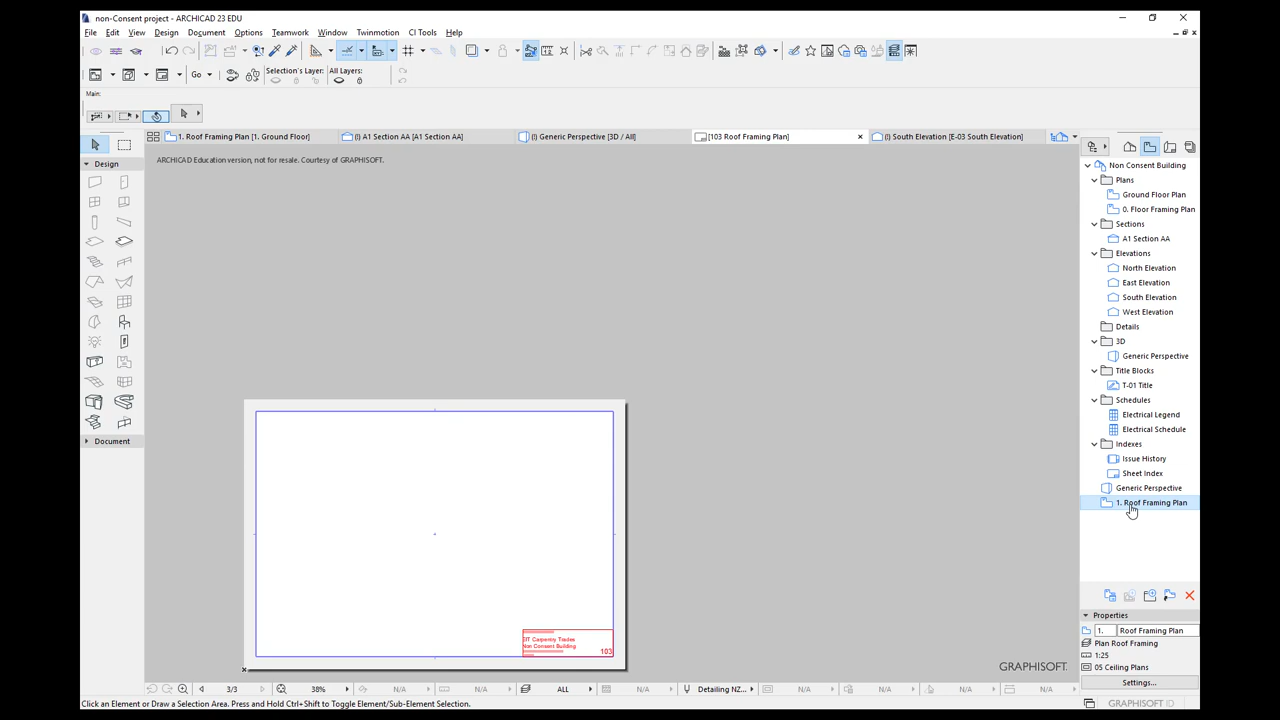 non-Consent project - ARCHICAD 23 EDU
File Edit View Design Options Document Teamwork Window Twinmotion CI Tools Help
Selection's Layer: All Layers:
Go
Main:
1. Roof Framing Plan [1. Ground Floor]
(!) A1 Section AA [A1 Section AA]
(!) Generic Perspective [3D / All]
[103 Roof Framing Plan]
(!) South Elevation [E-03 South Elevation]
ARCHICAD Education version, not for resale. Courtesy of GRAPHISOFT.
Design
Document
Non Consent Building
Plans
Ground Floor Plan
0. Floor Framing Plan
Sections
A1 Section AA
Elevations
North Elevation
East Elevation
South Elevation
West Elevation
Details
3D
Generic Perspective
Title Blocks
T-01 Title
Schedules
Electrical Legend
Electrical Schedule
Indexes
Issue History
Sheet Index
Generic Perspective
1. Roof Framing Plan
EIT Carpentry Trades
Non Consent Building
103
GRAPHISOFT.
Properties
1. Roof Framing Plan
Plan Roof Framing
1:25
05 Ceiling Plans
Settings...
3/3 38% N/A N/A ALL N/A Detailing NZ... N/A N/A N/A N/A
Click an Element or Draw a Selection Area. Press and Hold Ctrl+Shift to Toggle Element/Sub-Element Selection.
GRAPHISOFT ID